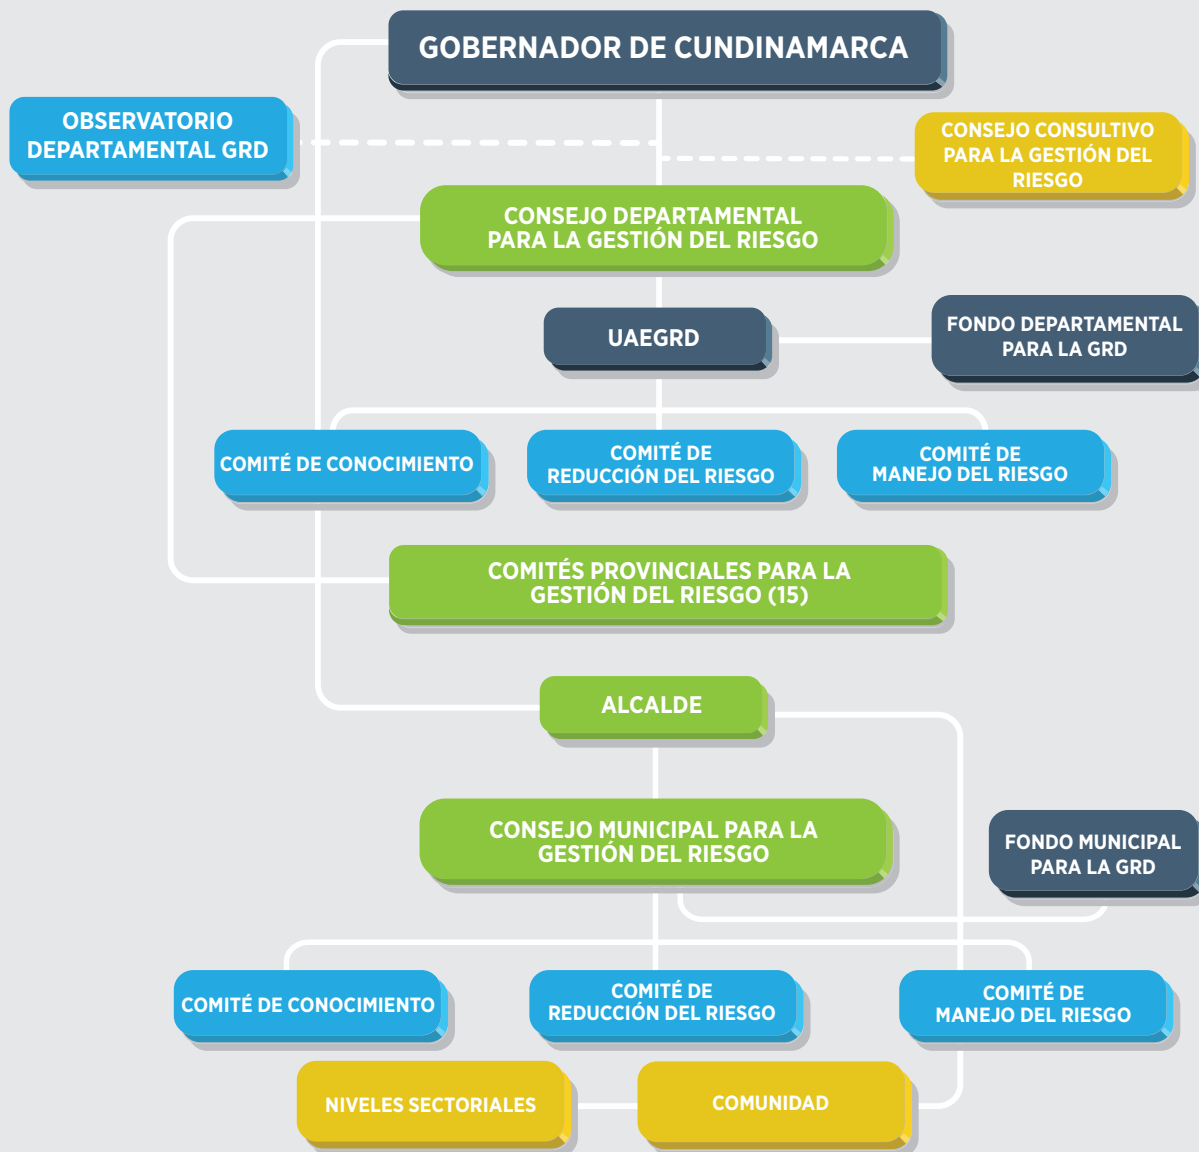 GOBERNADOR DE CUNDINAMARCA
OBSERVATORIO
DEPARTAMENTAL GRD
CONSEJO CONSULTIVO
PARA LA GESTIÓN DEL
RIESGO
CONSEJO DEPARTAMENTAL
PARA LA GESTIÓN DEL RIESGO
UAEGRD
FONDO DEPARTAMENTAL
PARA LA GRD
COMITÉ DE CONOCIMIENTO
COMITÉ DE
REDUCCIÓN DEL RIESGO
COMITÉ DE
MANEJO DEL RIESGO
COMITÉS PROVINCIALES PARA LA
GESTIÓN DEL RIESGO (15)
ALCALDE
CONSEJO MUNICIPAL PARA LA
GESTIÓN DEL RIESGO
FONDO MUNICIPAL
PARA LA GRD
COMITÉ DE CONOCIMIENTO
COMITÉ DE
REDUCCIÓN DEL RIESGO
COMITÉ DE
MANEJO DEL RIESGO
NIVELES SECTORIALES
COMUNIDAD